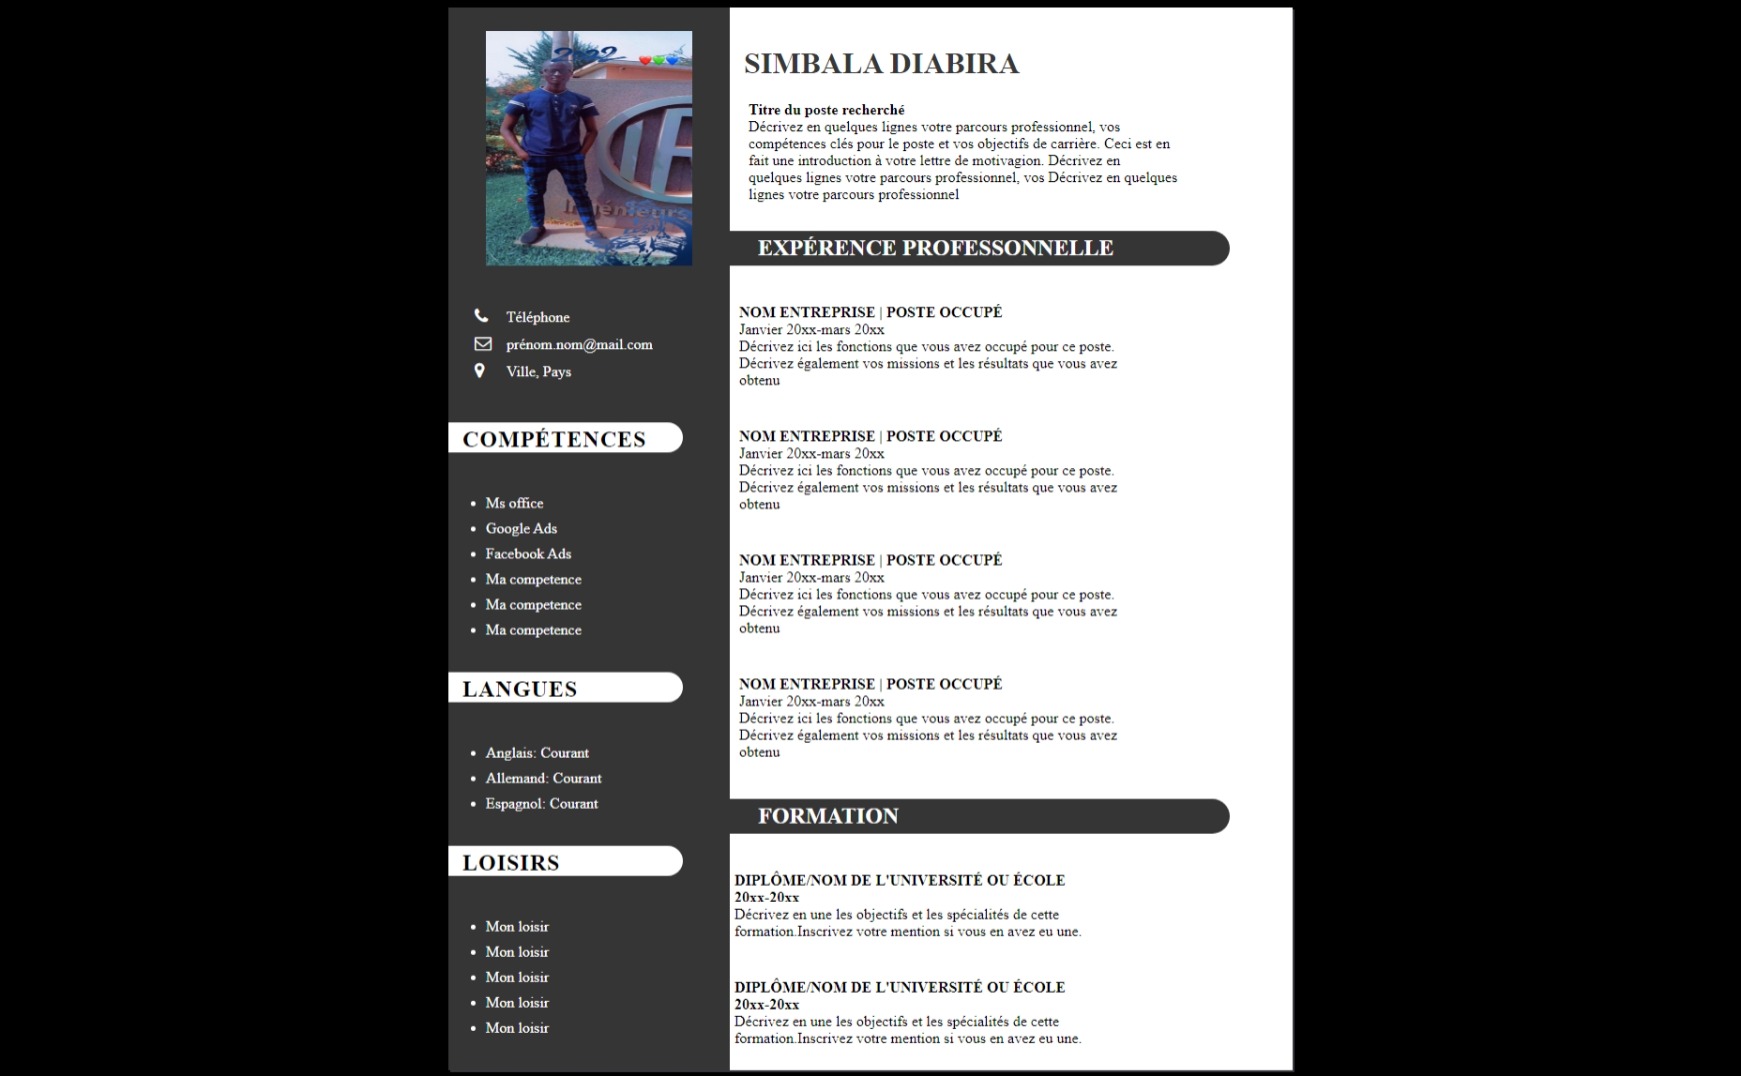 2022
Ingénieurs
Téléphone
prénom.nom@mail.com
Ville, Pays
COMPÉTENCES
Ms office
Google Ads
Facebook Ads
Ma competence
Ma competence
Ma competence
LANGUES
Anglais: Courant
Allemand: Courant
Espagnol: Courant
LOISIRS
Mon loisir
Mon loisir
Mon loisir
Mon loisir
Mon loisir
SIMBALA DIABIRA
Titre du poste recherché
Décrivez en quelques lignes votre parcours professionnel, vos
compétences clés pour le poste et vos objectifs de carrière. Ceci est en
fait une introduction à votre lettre de motivagion. Décrivez en
quelques lignes votre parcours professionnel, vos Décrivez en quelques
lignes votre parcours professionnel
EXPÉRENCE PROFESSONNELLE
NOM ENTREPRISE | POSTE OCCUPÉ
Janvier 20xx-mars 20xx
Décrivez ici les fonctions que vous avez occupé pour ce poste.
Décrivez également vos missions et les résultats que vous avez
obtenu
NOM ENTREPRISE | POSTE OCCUPÉ
Janvier 20xx-mars 20xx
Décrivez ici les fonctions que vous avez occupé pour ce poste.
Décrivez également vos missions et les résultats que vous avez
obtenu
NOM ENTREPRISE | POSTE OCCUPÉ
Janvier 20xx-mars 20xx
Décrivez ici les fonctions que vous avez occupé pour ce poste.
Décrivez également vos missions et les résultats que vous avez
obtenu
NOM ENTREPRISE | POSTE OCCUPÉ
Janvier 20xx-mars 20xx
Décrivez ici les fonctions que vous avez occupé pour ce poste.
Décrivez également vos missions et les résultats que vous avez
obtenu
FORMATION
DIPLÔME/NOM DE L'UNIVERSITÉ OU ÉCOLE
20xx-20xx
Décrivez en une les objectifs et les spécialités de cette
formation.Inscrivez votre mention si vous en avez eu une.
DIPLÔME/NOM DE L'UNIVERSITÉ OU ÉCOLE
20xx-20xx
Décrivez en une les objectifs et les spécialités de cette
formation.Inscrivez votre mention si vous en avez eu une.